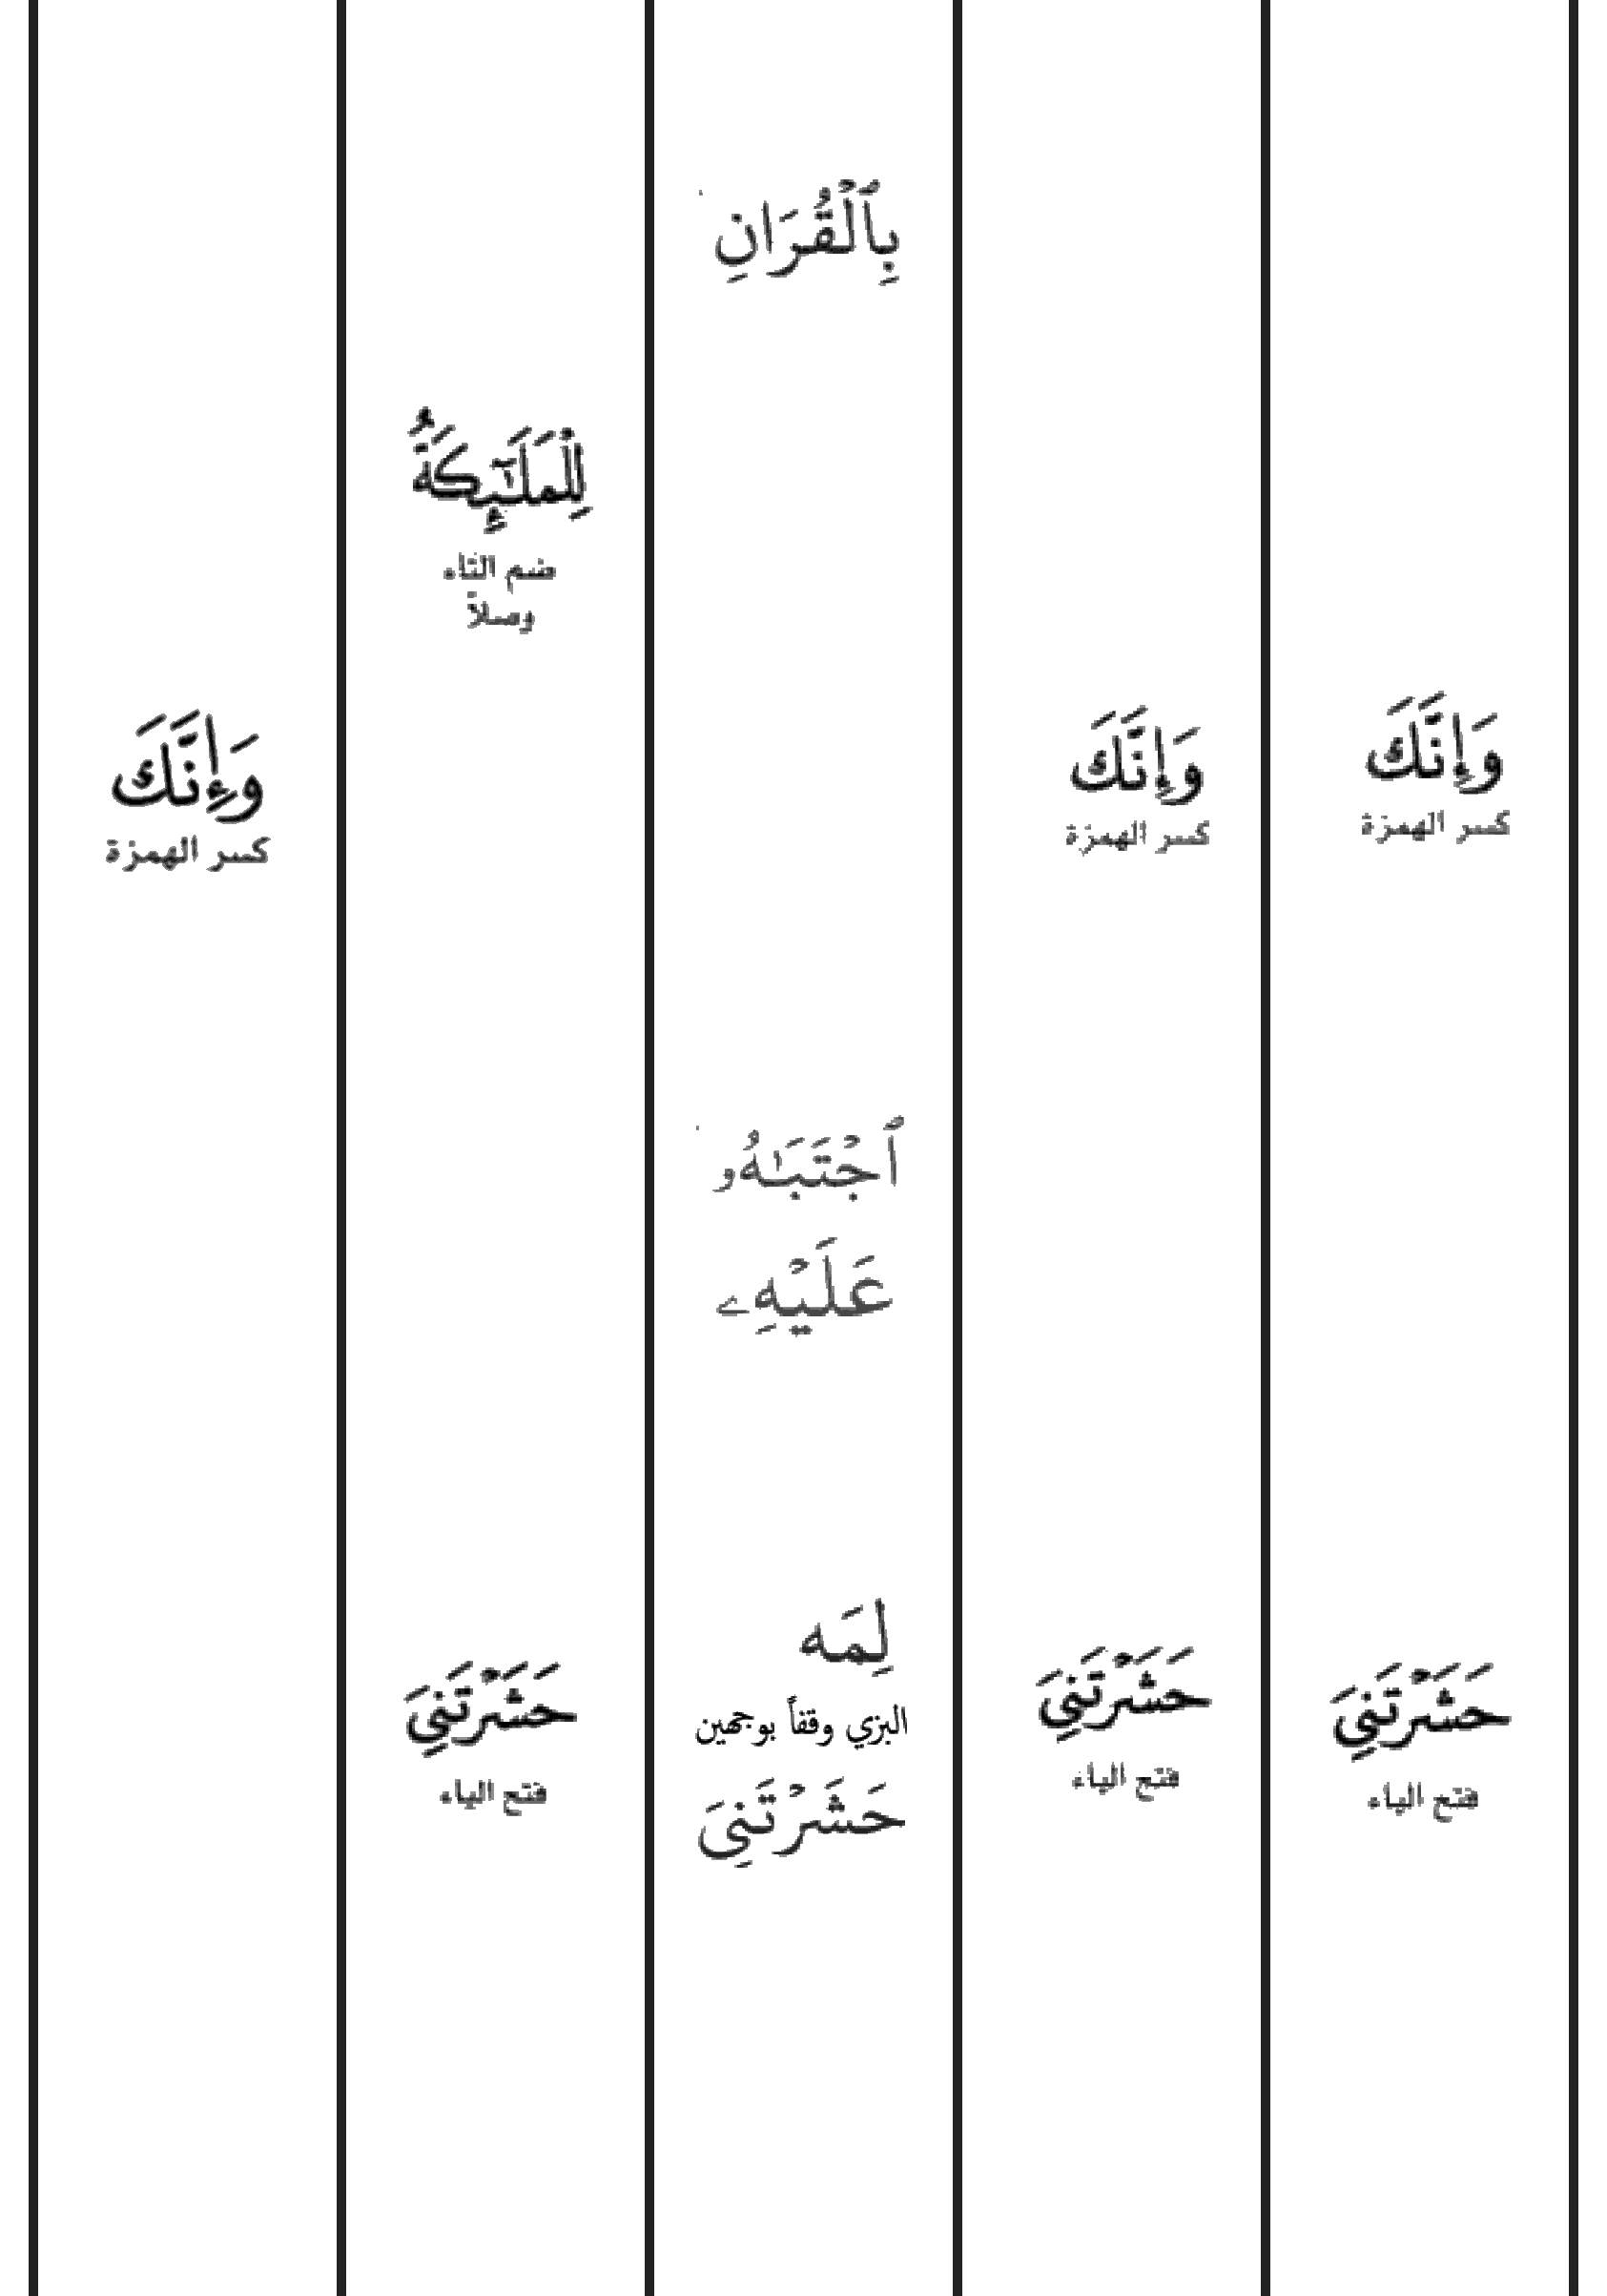 بِٱلْقُرَانِ
لِلْمَلَٰٓئِكَةُ
ضم التاء
وصلاً
وَإِنَّكَ
كسر الهمزة
وَإِنَّكَ
كسر الهمزة
وَإِنَّكَ
كسر الهمزة
ٱجْتَبَٰهُۥ
عَلَيْهِۦ
حَشَرْتَنِيَ
فتح الياء
حَشَرْتَنِيَ
فتح الياء
لِمَه
البزي وقفاً بوجهين
حَشَرْتَنِيَ
حَشَرْتَنِيَ
فتح الياء